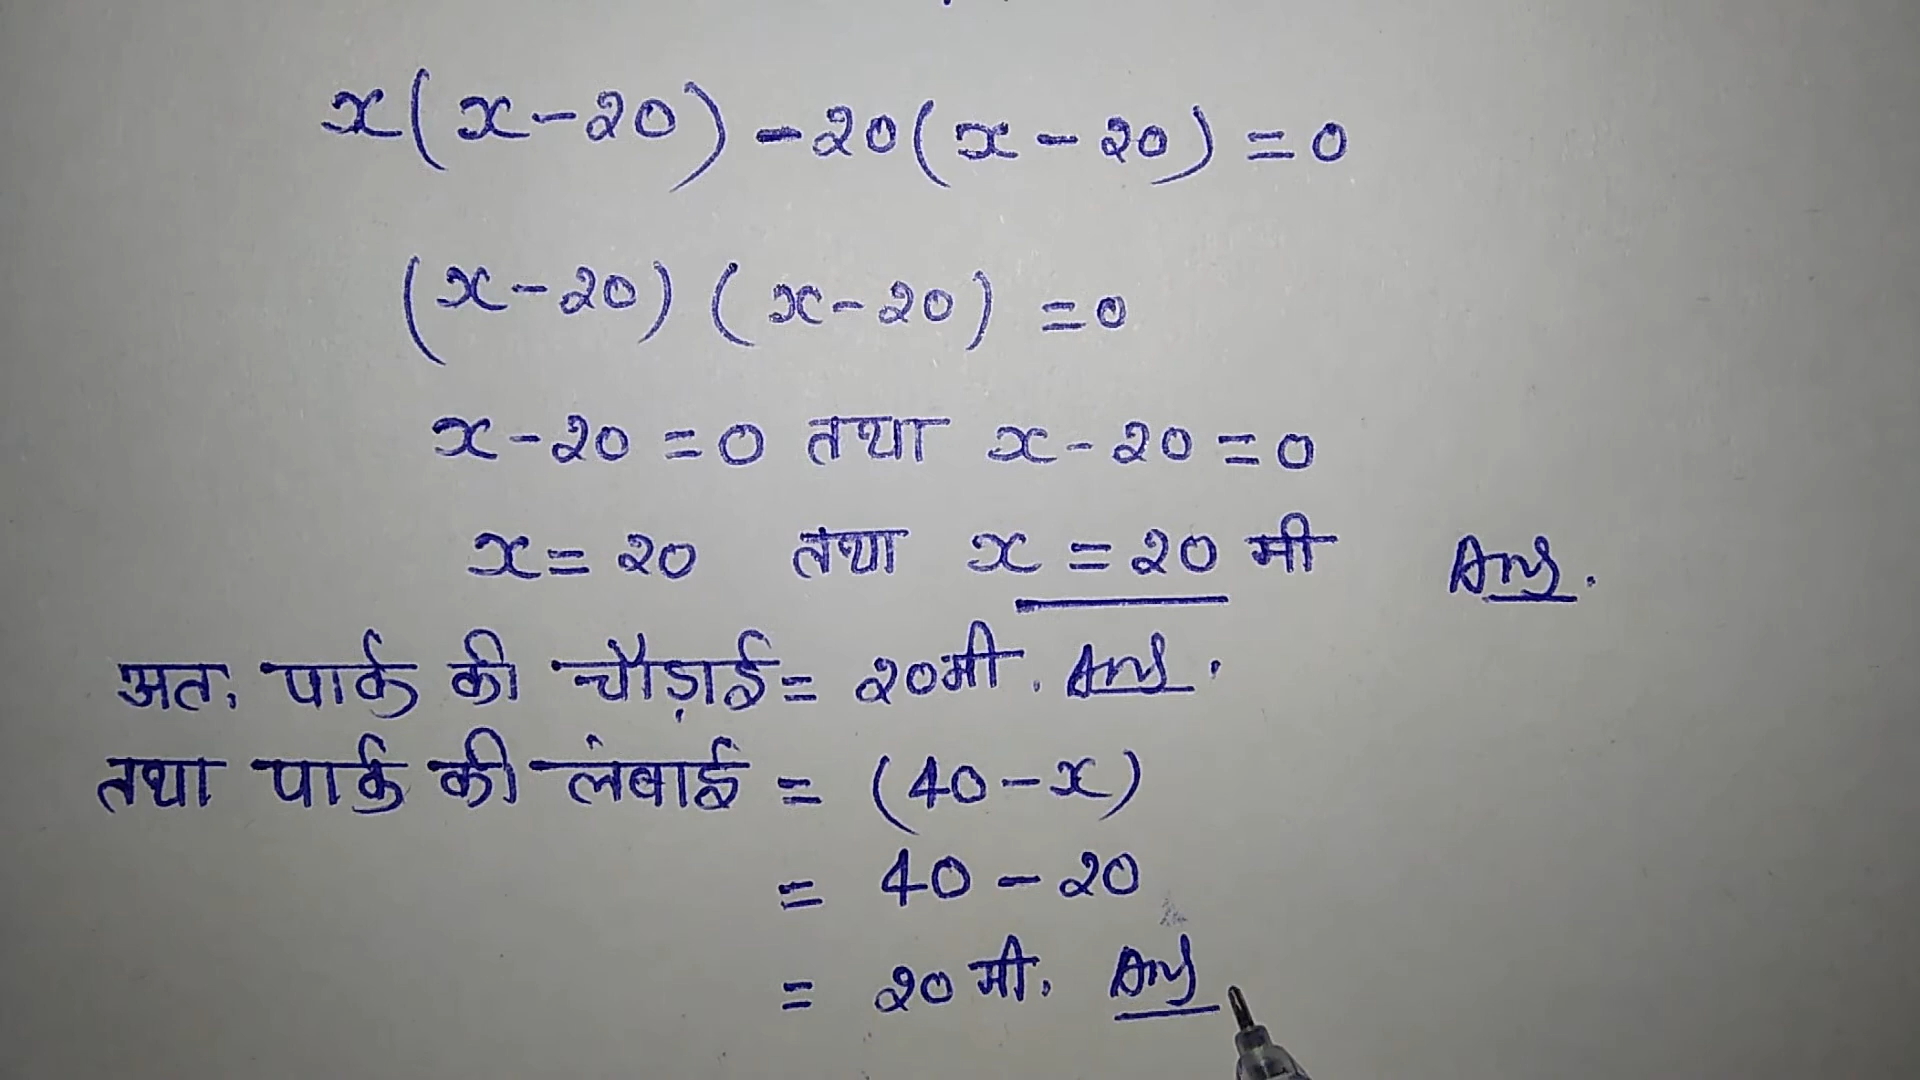 x(x-20)-20(x-20)=0
(x-20)(x-20)=0
x-20=0 तथा x-20=0
x=20 तथा x=20 मी Ans.
अत. पार्क की चौड़ाई= 20मी. Ans.
तथा पार्क की लंबाई = (40-x)
= 40-20
= 20 मी. Ans